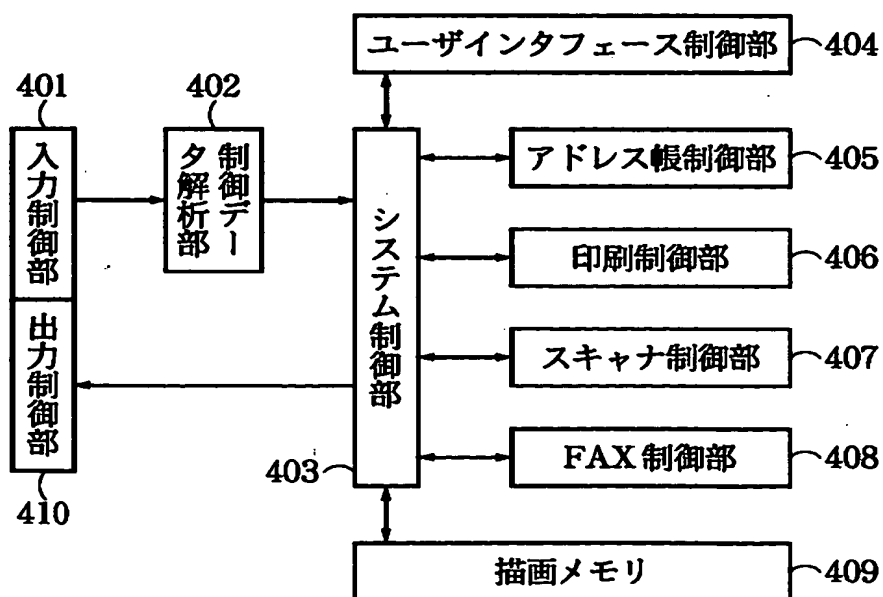 ユーザインタフェース制御部
404
401
402
入力制御部
制御デー
タ解析部
システム制御部
403
アドレス帳制御部
405
印刷制御部
406
スキャナ制御部
407
FAX 制御部
408
出力制御部
410
描画メモリ
409